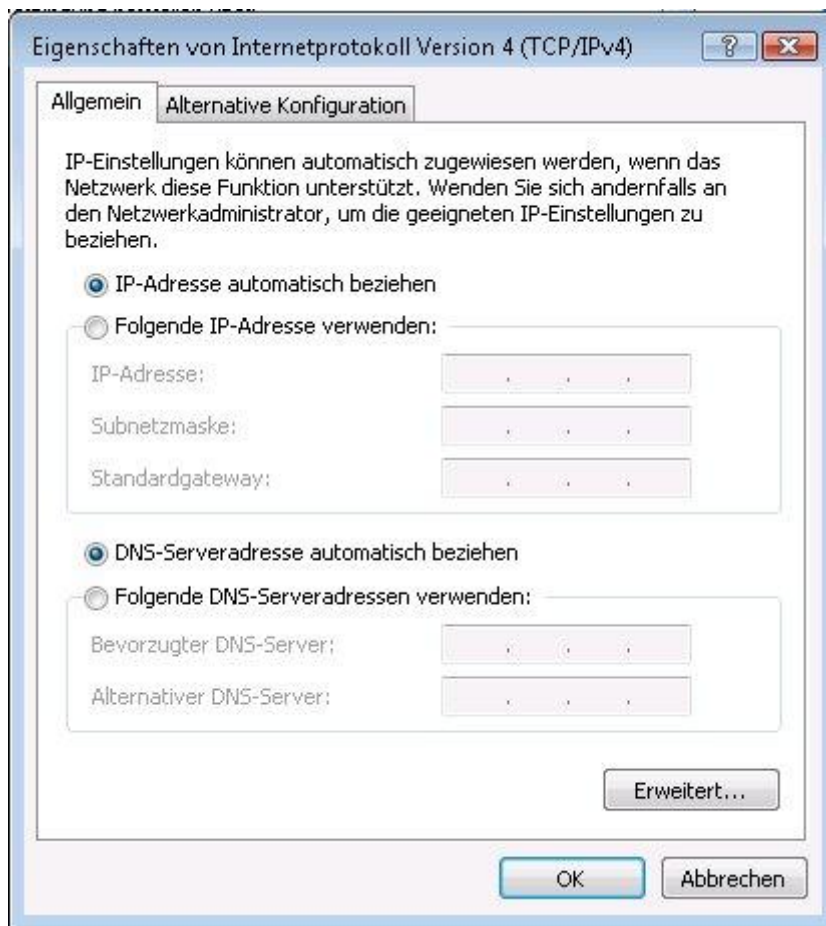 Eigenschaften von Internetprotokoll Version 4 (TCP/IPv4)
Allgemein
Alternative Konfiguration
IP-Einstellungen können automatisch zugewiesen werden, wenn das
Netzwerk diese Funktion unterstützt. Wenden Sie sich andernfalls an
den Netzwerkadministrator, um die geeigneten IP-Einstellungen zu
beziehen.
IP-Adresse automatisch beziehen
Folgende IP-Adresse verwenden:
IP-Adresse:
Subnetzmaske:
Standardgateway:
DNS-Serveradresse automatisch beziehen
Folgende DNS-Serveradressen verwenden:
Bevorzugter DNS-Server:
Alternativer DNS-Server:
Erweitert...
OK
Abbrechen